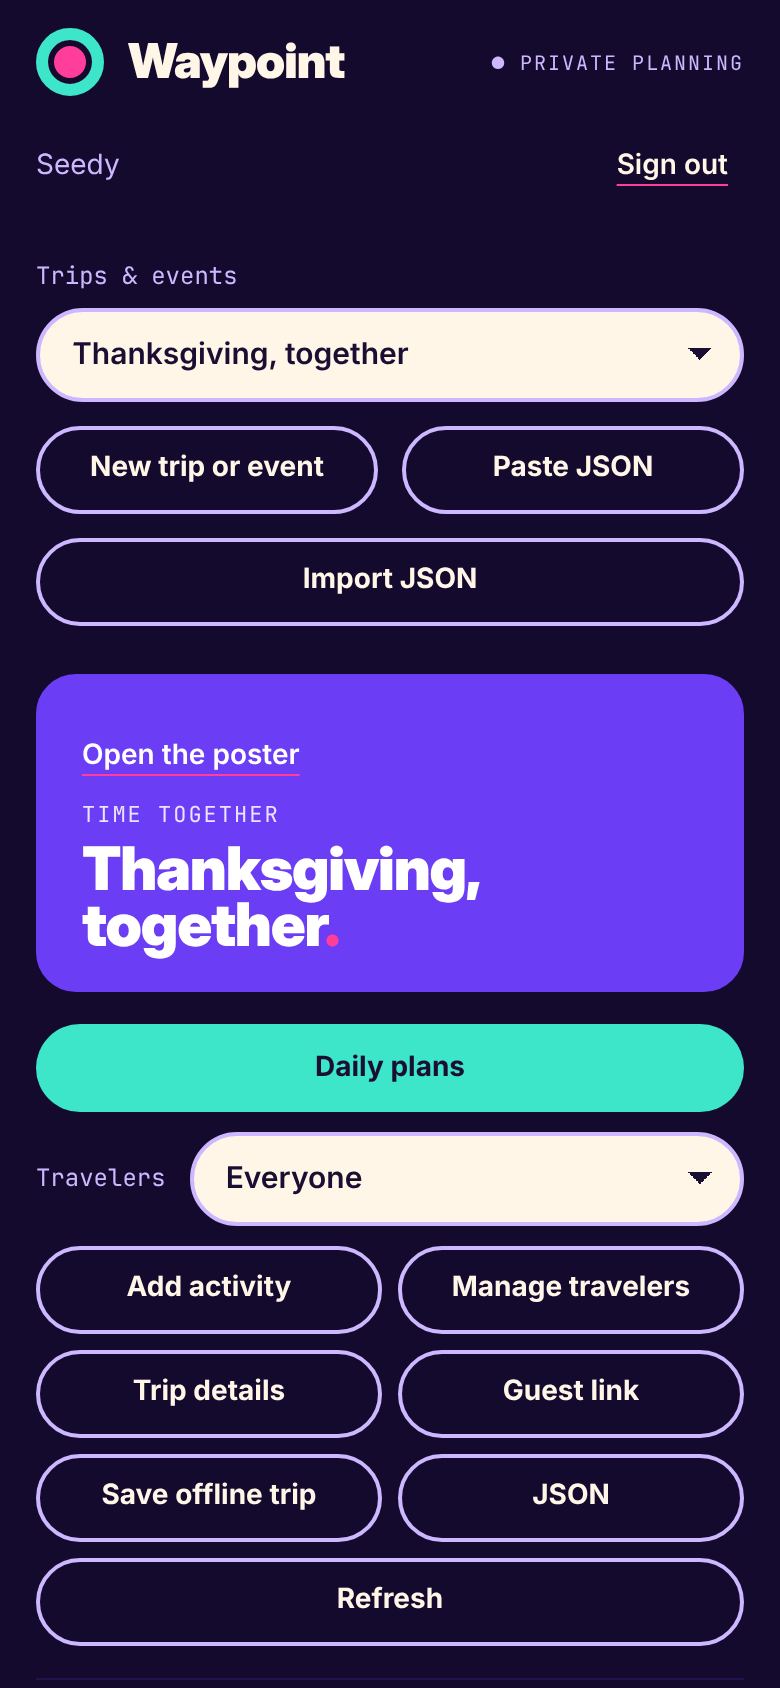 Waypoint
PRIVATE PLANNING
Seedy
Sign out
Trips & events
Thanksgiving, together
New trip or event
Paste JSON
Import JSON
Open the poster
TIME TOGETHER
Thanksgiving,
together.
Daily plans
Travelers
Everyone
Add activity
Manage travelers
Trip details
Guest link
Save offline trip
JSON
Refresh